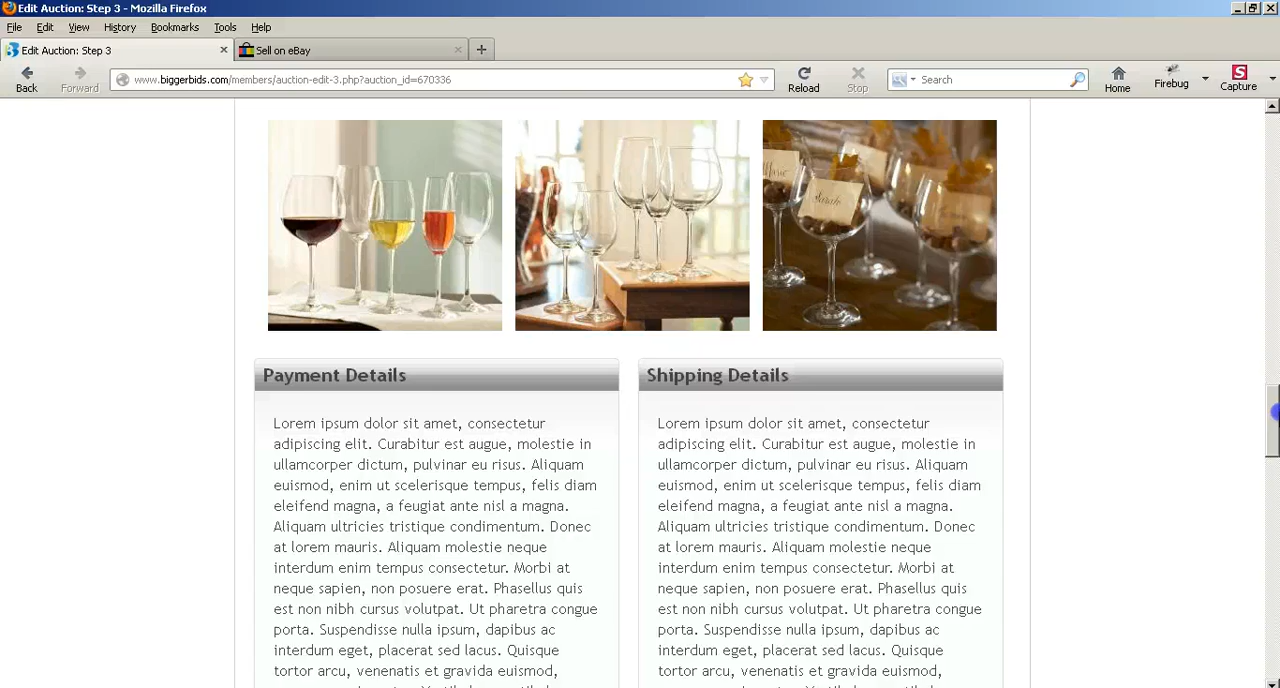 Edit Auction: Step 3 - Mozilla Firefox
File Edit View History Bookmarks Tools Help
Edit Auction: Step 3
Sell on eBay
Back Forward
www.biggerbids.com/members/auction-edit-3.php?auction_id=670336
Reload Stop
Search
Home Firebug Capture
Sarah
Payment Details
Lorem ipsum dolor sit amet, consectetur
adipiscing elit. Curabitur est augue, molestie in
ullamcorper dictum, pulvinar eu risus. Aliquam
euismod, enim ut scelerisque tempus, felis diam
eleifend magna, a feugiat ante nisl a magna.
Aliquam ultricies tristique condimentum. Donec
at lorem mauris. Aliquam molestie neque
interdum enim tempus consectetur. Morbi at
neque sapien, non posuere erat. Phasellus quis
est non nibh cursus volutpat. Ut pharetra congue
porta. Suspendisse nulla ipsum, dapibus ac
interdum eget, placerat sed lacus. Quisque
tortor arcu, venenatis et gravida euismod,
Shipping Details
Lorem ipsum dolor sit amet, consectetur
adipiscing elit. Curabitur est augue, molestie in
ullamcorper dictum, pulvinar eu risus. Aliquam
euismod, enim ut scelerisque tempus, felis diam
eleifend magna, a feugiat ante nisl a magna.
Aliquam ultricies tristique condimentum. Donec
at lorem mauris. Aliquam molestie neque
interdum enim tempus consectetur. Morbi at
neque sapien, non posuere erat. Phasellus quis
est non nibh cursus volutpat. Ut pharetra congue
porta. Suspendisse nulla ipsum, dapibus ac
interdum eget, placerat sed lacus. Quisque
tortor arcu, venenatis et gravida euismod,